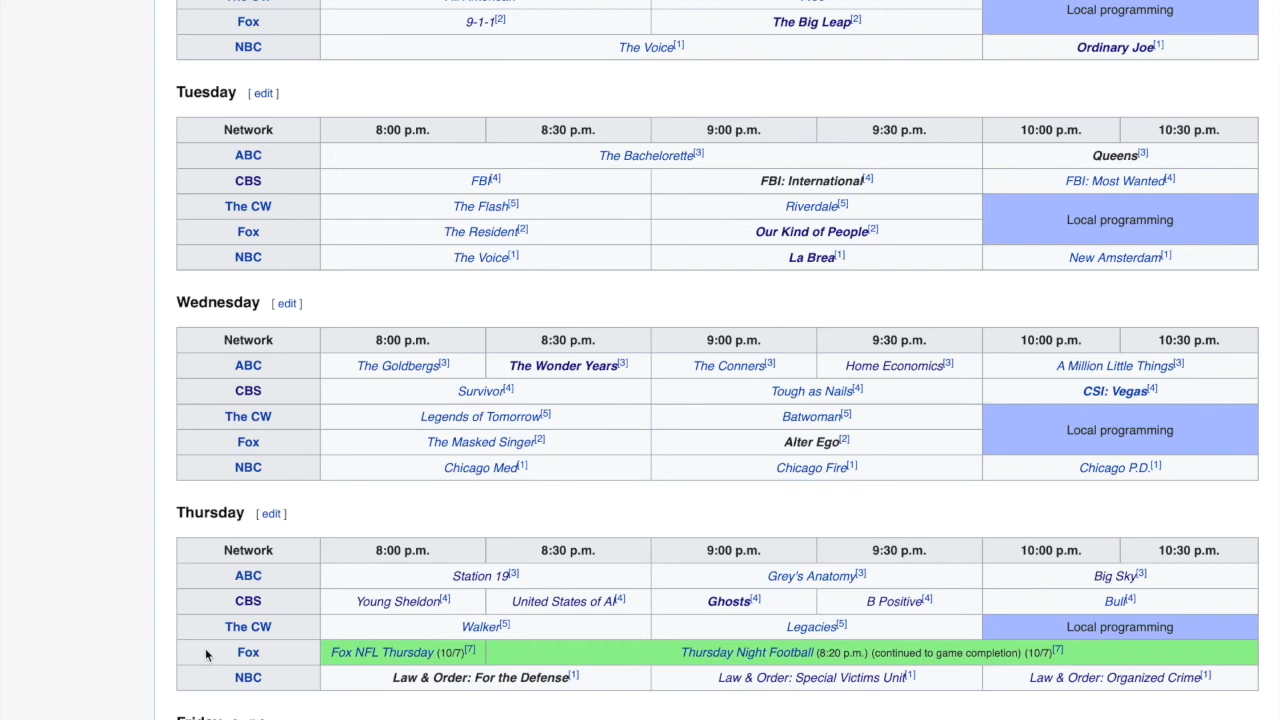 Local programming
Fox 9-1-1[2] The Big Leap[2]
NBC The Voice[1] Ordinary Joe[1]
Tuesday [ edit ]
Network 8:00 p.m. 8:30 p.m. 9:00 p.m. 9:30 p.m. 10:00 p.m. 10:30 p.m.
ABC The Bachelorette[3] Queens[3]
CBS FBI[4] FBI: International[4] FBI: Most Wanted[4]
The CW The Flash[5] Riverdale[5] Local programming
Fox The Resident[2] Our Kind of People[2]
NBC The Voice[1] La Brea[1] New Amsterdam[1]
Wednesday [ edit ]
Network 8:00 p.m. 8:30 p.m. 9:00 p.m. 9:30 p.m. 10:00 p.m. 10:30 p.m.
ABC The Goldbergs[3] The Wonder Years[3] The Conners[3] Home Economics[3] A Million Little Things[3]
CBS Survivor[4] Tough as Nails[4] CSI: Vegas[4]
The CW Legends of Tomorrow[5] Batwoman[5] Local programming
Fox The Masked Singer[2] Alter Ego[2]
NBC Chicago Med[1] Chicago Fire[1] Chicago P.D.[1]
Thursday [ edit ]
Network 8:00 p.m. 8:30 p.m. 9:00 p.m. 9:30 p.m. 10:00 p.m. 10:30 p.m.
ABC Station 19[3] Grey's Anatomy[3] Big Sky[3]
CBS Young Sheldon[4] United States of Al[4] Ghosts[4] B Positive[4] Bull[4]
The CW Walker[5] Legacies[5] Local programming
Fox Fox NFL Thursday (10/7)[7] Thursday Night Football (8:20 p.m.) (continued to game completion) (10/7)[7]
NBC Law & Order: For the Defense[1] Law & Order: Special Victims Unit[1] Law & Order: Organized Crime[1]